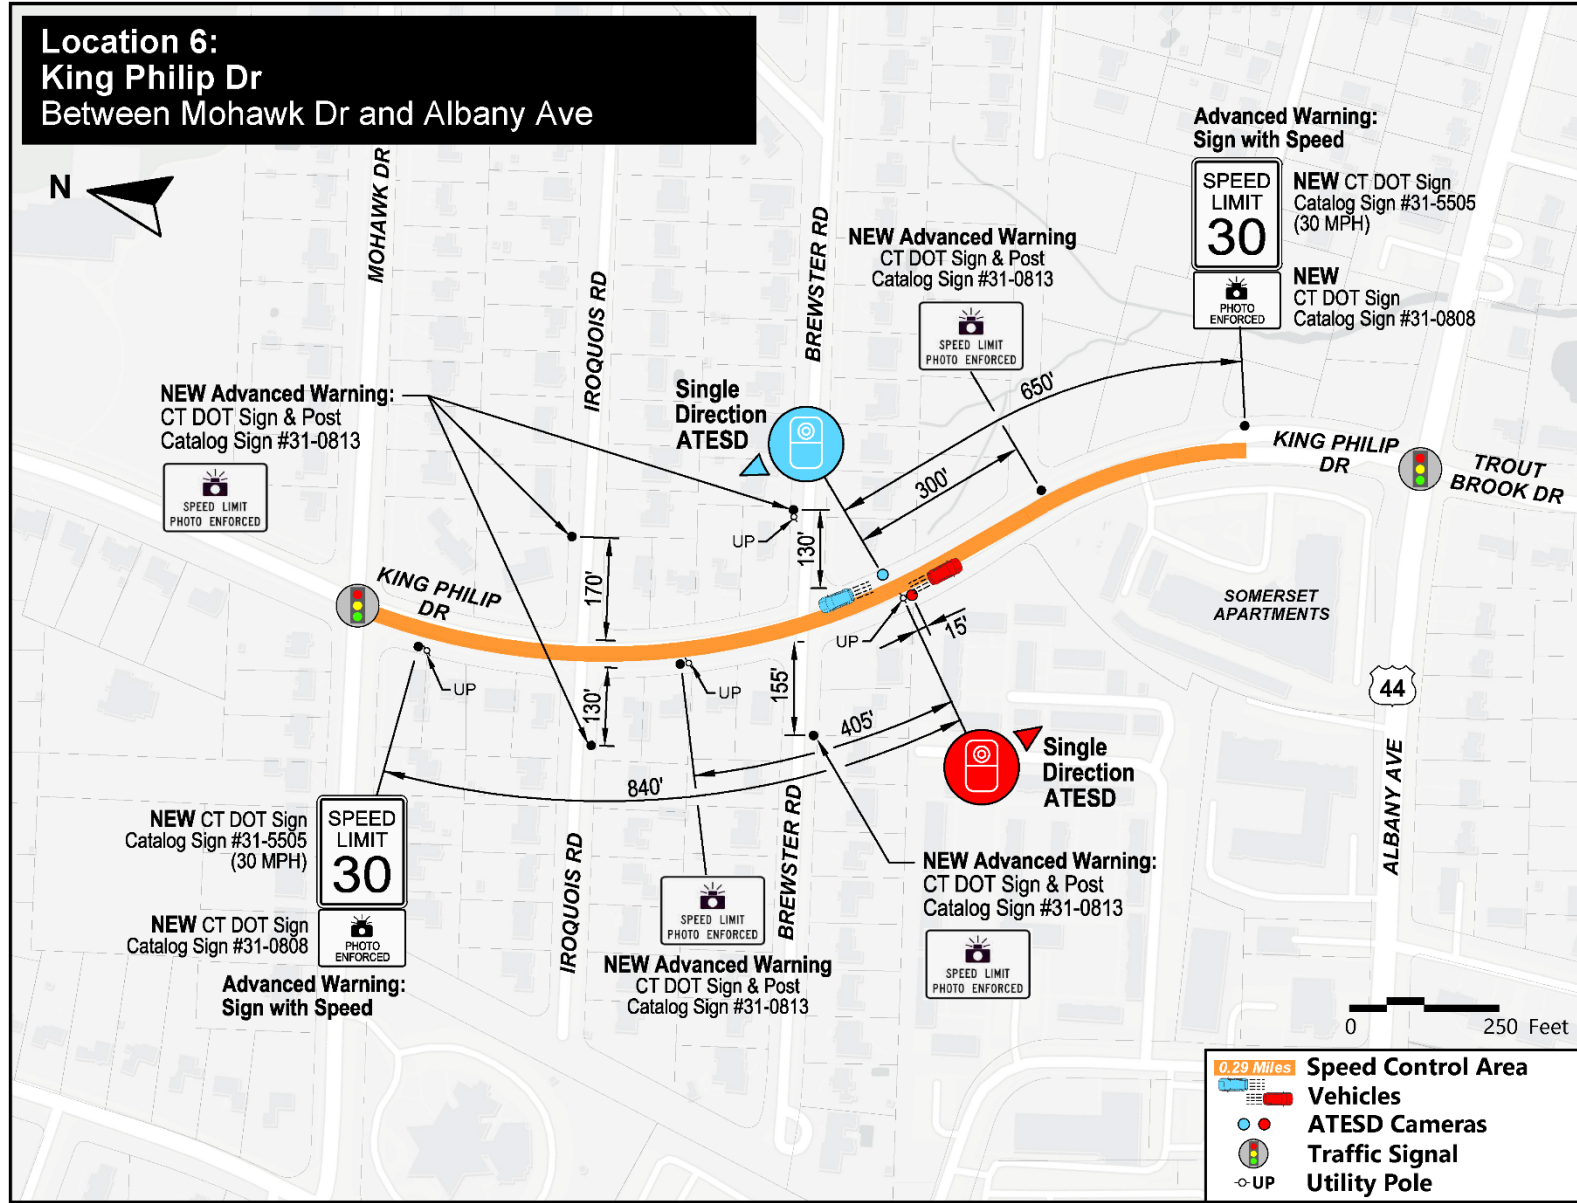 Location 6:
King Philip Dr
Between Mohawk Dr and Albany Ave
N
MOHAWK DR
IROQUOIS RD
BREWSTER RD
Advanced Warning:
Sign with Speed
SPEED
LIMIT
30
PHOTO
ENFORCED
NEW CT DOT Sign
Catalog Sign #31-5505
(30 MPH)
NEW
CT DOT Sign
Catalog Sign #31-0808
NEW Advanced Warning
CT DOT Sign & Post
Catalog Sign #31-0813
SPEED LIMIT
PHOTO ENFORCED
650'
300'
Single
Direction
ATESD
NEW Advanced Warning:
CT DOT Sign & Post
Catalog Sign #31-0813
SPEED LIMIT
PHOTO ENFORCED
UP
130'
170'
KING PHILIP
DR
KING PHILIP
DR
TROUT
BROOK DR
SOMERSET
APARTMENTS
15'
UP
UP
UP
130'
155'
405'
840'
44
ALBANY AVE
Single
Direction
ATESD
NEW CT DOT Sign
Catalog Sign #31-5505
(30 MPH)
SPEED
LIMIT
30
NEW CT DOT Sign
Catalog Sign #31-0808
PHOTO
ENFORCED
Advanced Warning:
Sign with Speed
IROQUOIS RD
SPEED LIMIT
PHOTO ENFORCED
NEW Advanced Warning
CT DOT Sign & Post
Catalog Sign #31-0813
BREWSTER RD
NEW Advanced Warning:
CT DOT Sign & Post
Catalog Sign #31-0813
SPEED LIMIT
PHOTO ENFORCED
0 250 Feet
0.29 Miles Speed Control Area
Vehicles
ATESD Cameras
Traffic Signal
UP Utility Pole